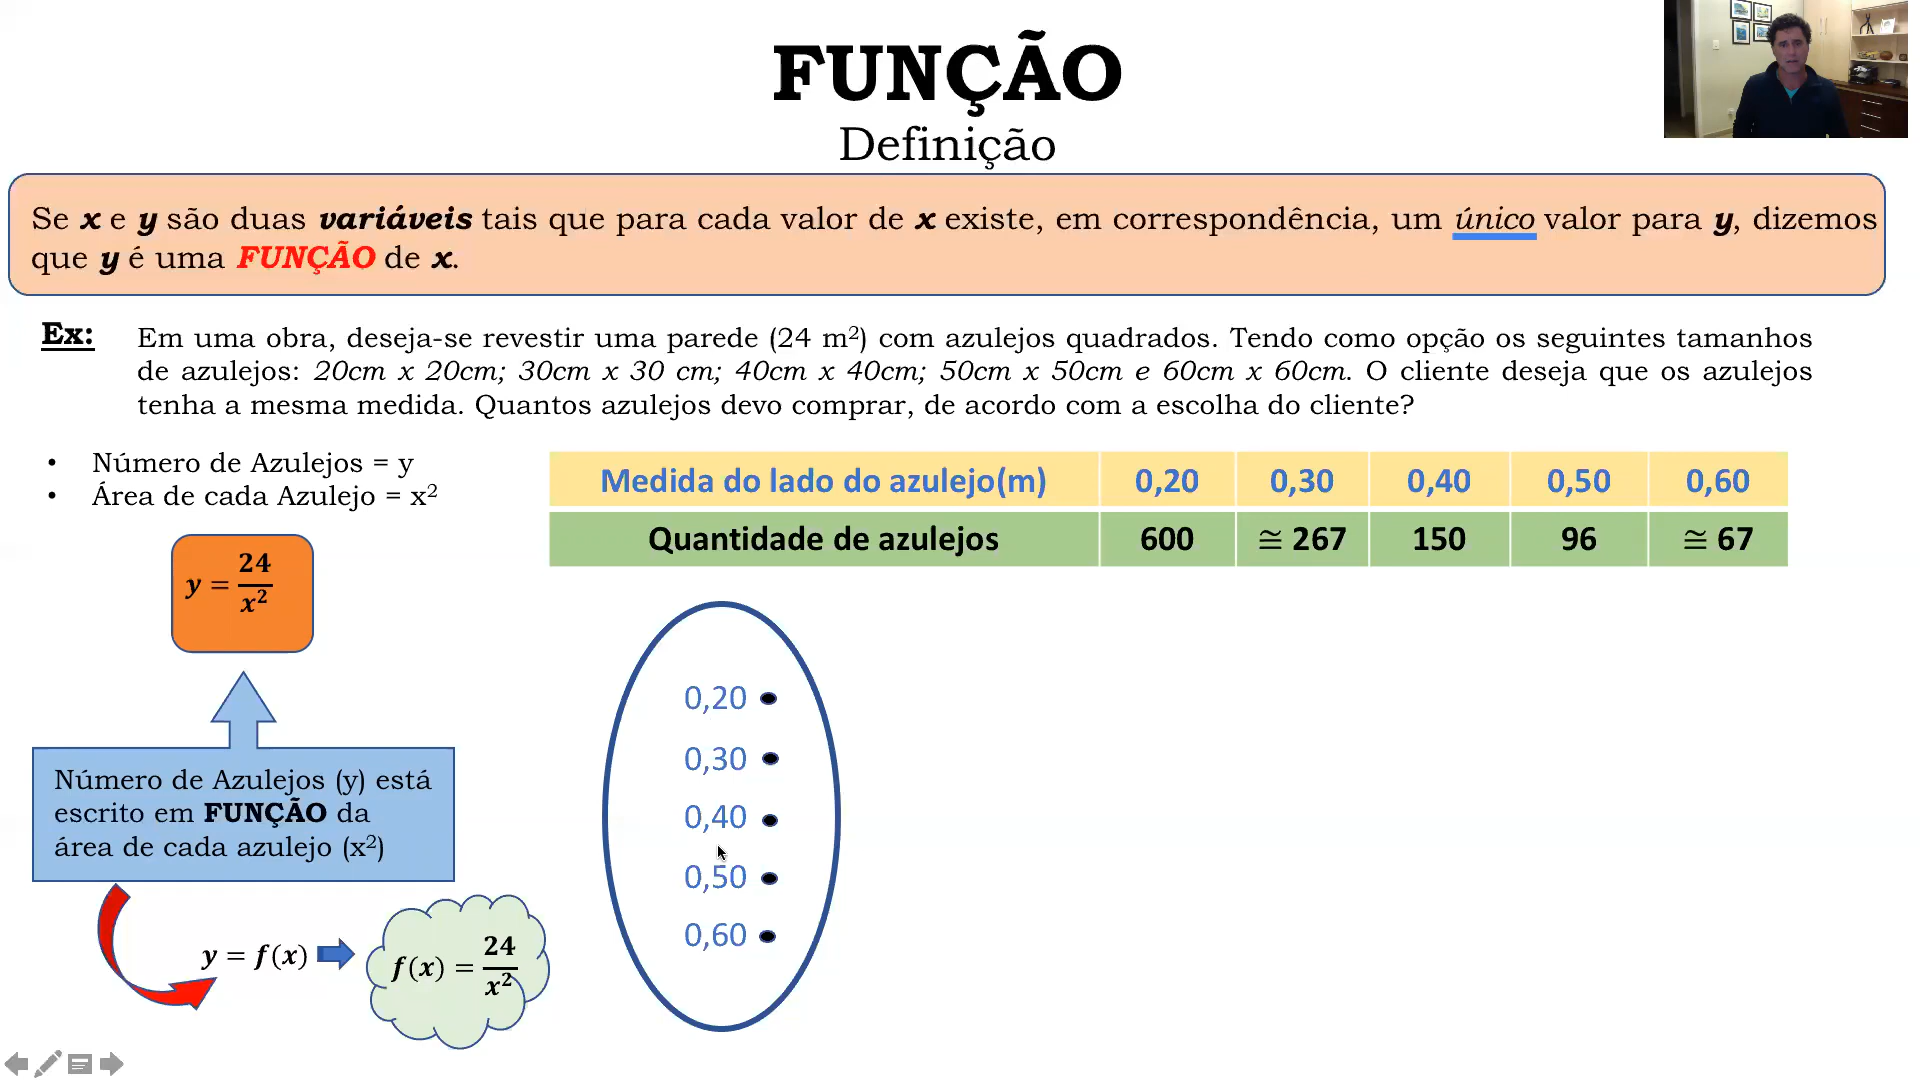 FUNÇÃO
Definição
Se x e y são duas variáveis tais que para cada valor de x existe, em correspondência, um único valor para y, dizemos
que y é uma FUNÇÃO de x.
Ex:
Em uma obra, deseja-se revestir uma parede (24 m²) com azulejos quadrados. Tendo como opção os seguintes tamanhos
de azulejos: 20cm x 20cm; 30cm x 30 cm; 40cm x 40cm; 50cm x 50cm e 60cm x 60cm. O cliente deseja que os azulejos
tenha a mesma medida. Quantos azulejos devo comprar, de acordo com a escolha do cliente?
• Número de Azulejos = y
• Área de cada Azulejo = x²
Medida do lado do azulejo(m) 0,20 0,30 0,40 0,50 0,60
Quantidade de azulejos 600 ≅ 267 150 96 ≅ 67
y = 24/x²
Número de Azulejos (y) está
escrito em FUNÇÃO da
área de cada azulejo (x²)
y = f(x)
f(x) = 24/x²
0,20
0,30
0,40
0,50
0,60